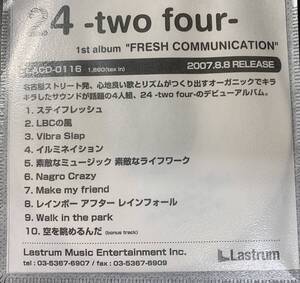 24 -two four-
1st album "FRESH COMMUNICATION"
LACD-0116 1,890(tax in) 2007.8.8 RELEASE
名古屋ストリート発、心地良い歌とリズムがつくり出すオーガニックでキラ
キラしたサウンドが話題の4人組、24 -two four-のデビューアルバム。
1. ステイフレッシュ
2. LBCの風
3. Vibra Slap
4. イルミネイション
5. 素敵なミュージック 素敵なライフワーク
6. Nagro Crazy
7. Make my friend
8. レインボー アフター レインフォール
9. Walk in the park
10. 空を眺めるんだ (bonus track)
Lastrum Music Entertainment Inc.
tel : 03-5367-6907 / fax : 03-5367-6909
Lastrum